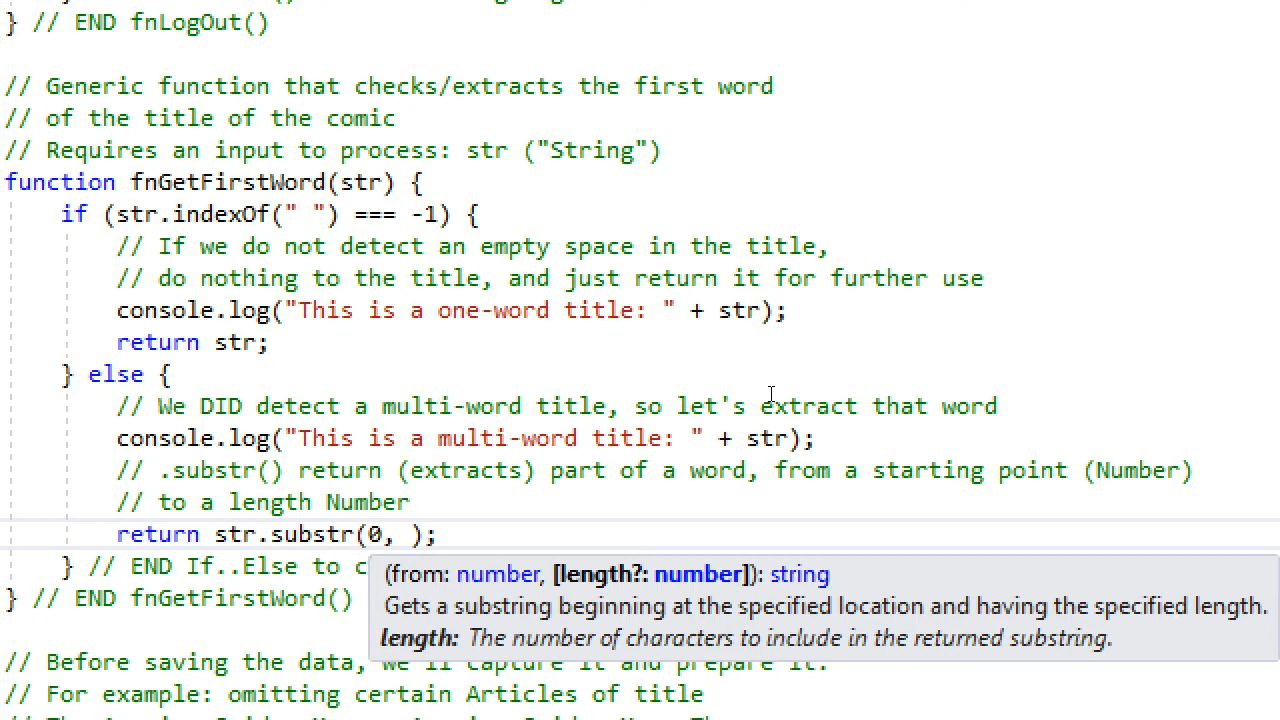 } // END fnLogOut()
// Generic function that checks/extracts the first word
// of the title of the comic
// Requires an input to process: str ("String")
function fnGetFirstWord(str) {
if (str.indexOf(" ") === -1) {
// If we do not detect an empty space in the title,
// do nothing to the title, and just return it for further use
console.log("This is a one-word title: " + str);
return str;
} else {
// We DID detect a multi-word title, so let's extract that word
console.log("This is a multi-word title: " + str);
// .substr() return (extracts) part of a word, from a starting point (Number)
// to a length Number
return str.substr(0, );
} // END If..Else to c
(from: number, [length?: number]): string
} // END fnGetFirstWord()
Gets a substring beginning at the specified location and having the specified length.
length: The number of characters to include in the returned substring.
// Before saving the data, we'll capture it and prepare it.
// For example: omitting certain Articles of title